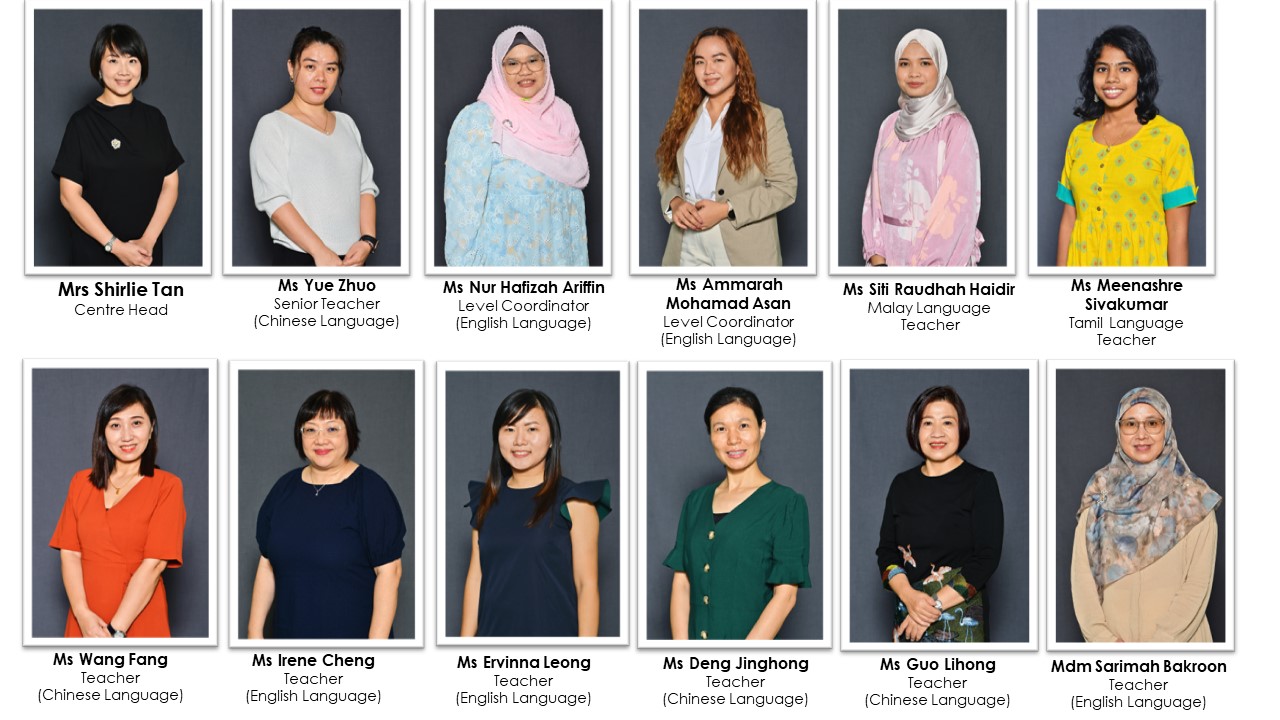 Mrs Shirlie Tan
Centre Head
Ms Yue Zhuo
Senior Teacher
(Chinese Language)
Ms Nur Hafizah Ariffin
Level Coordinator
(English Language)
Ms Ammarah
Mohamad Asan
Level Coordinator
(English Language)
Ms Siti Raudhah Haidir
Malay Language
Teacher
Ms Meenashre
Sivakumar
Tamil Language
Teacher
Ms Wang Fang
Teacher
(Chinese Language)
Ms Irene Cheng
Teacher
(English Language)
Ms Ervinna Leong
Teacher
(English Language)
Ms Deng Jinghong
Teacher
(Chinese Language)
Ms Guo Lihong
Teacher
(Chinese Language)
Mdm Sarimah Bakroon
Teacher
(English Language)